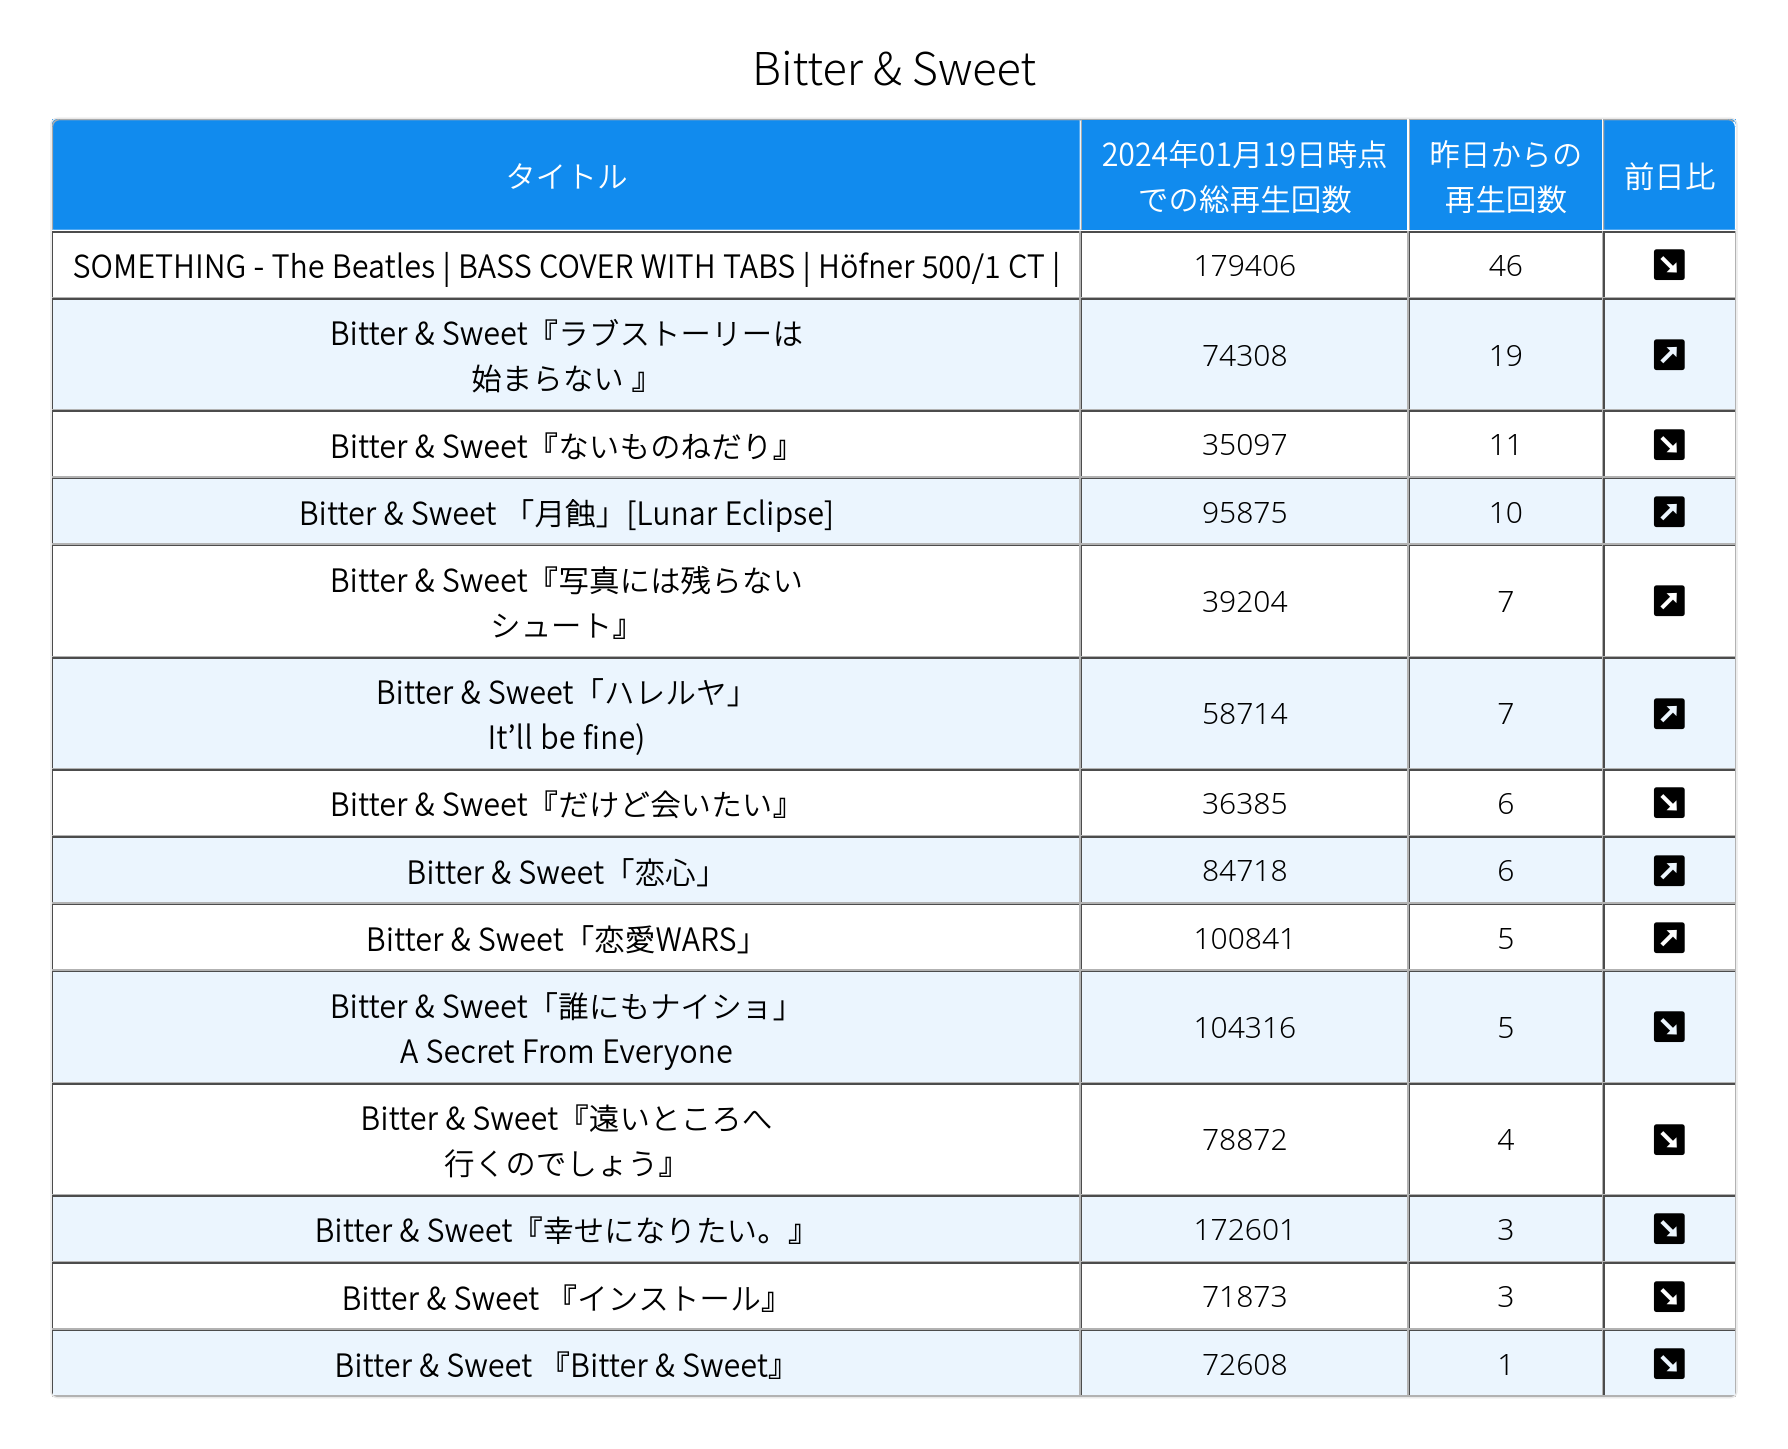 Bitter & Sweet
タイトル
2024年01月19日時点
での総再生回数
昨日からの
再生回数
前日比
SOMETHING - The Beatles | BASS COVER WITH TABS | Höfner 500/1 CT |
179406
46
Bitter & Sweet『ラブストーリーは
始まらない 』
74308
19
Bitter & Sweet『ないものねだり』
35097
11
Bitter & Sweet 「月蝕」[Lunar Eclipse]
95875
10
Bitter & Sweet『写真には残らない
シュート』
39204
7
Bitter & Sweet「ハレルヤ」
It’ll be fine)
58714
7
Bitter & Sweet『だけど会いたい』
36385
6
Bitter & Sweet「恋心」
84718
6
Bitter & Sweet「恋愛WARS」
100841
5
Bitter & Sweet「誰にもナイショ」
A Secret From Everyone
104316
5
Bitter & Sweet『遠いところへ
行くのでしょう』
78872
4
Bitter & Sweet『幸せになりたい。』
172601
3
Bitter & Sweet 『インストール』
71873
3
Bitter & Sweet 『Bitter & Sweet』
72608
1